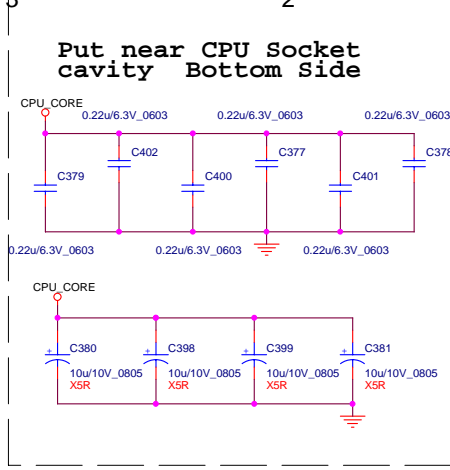 2
Put near CPU Socket
cavity Bottom Side
CPU_CORE
0.22u/6.3V_0603
0.22u/6.3V_0603
0.22u/6.3V_0603
C402
C377
C378
C379
C400
C401
0.22u/6.3V_0603
0.22u/6.3V_0603
0.22u/6.3V_0603
CPU_CORE
+
C380
+
C398
+
C399
+
C381
10u/10V_0805
10u/10V_0805
10u/10V_0805
10u/10V_0805
X5R
X5R
X5R
X5R